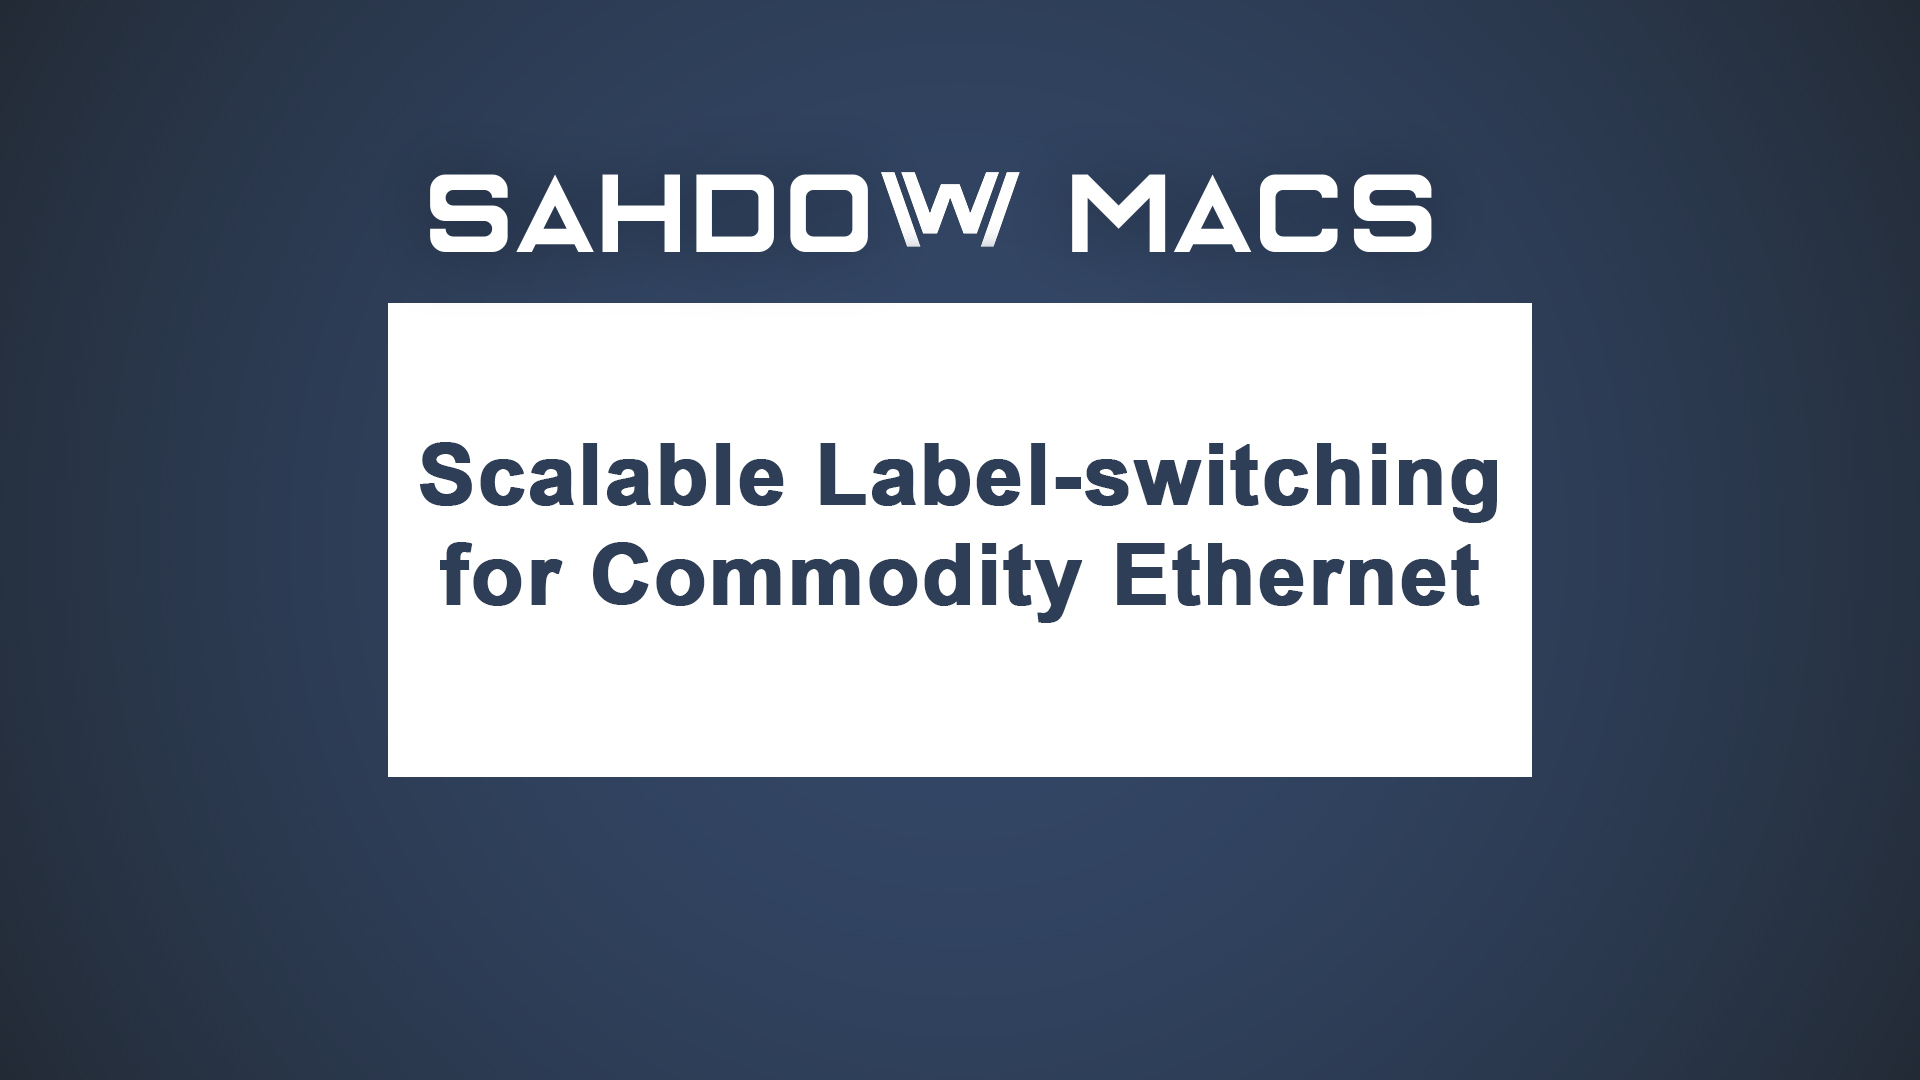 SAHDOW MACS
Scalable Label-switching
for Commodity Ethernet